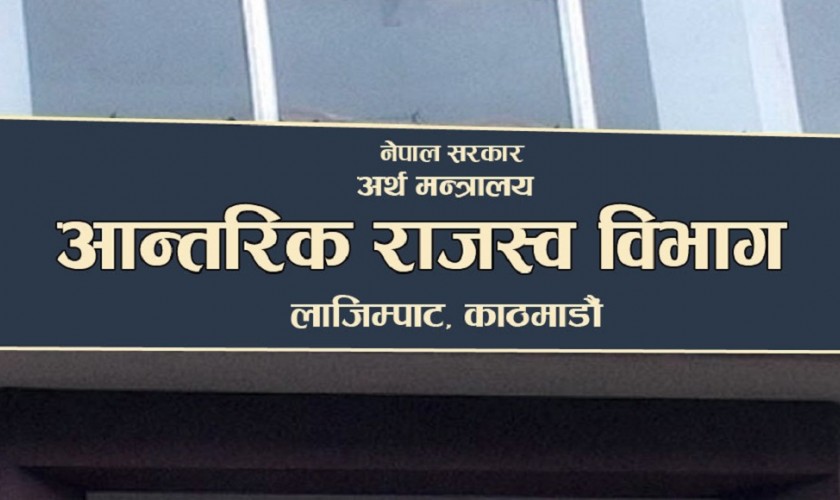 नेपाल सरकार
अर्थ मन्त्रालय
आन्तरिक राजस्व विभाग
लाजिम्पाट, काठमाडौं